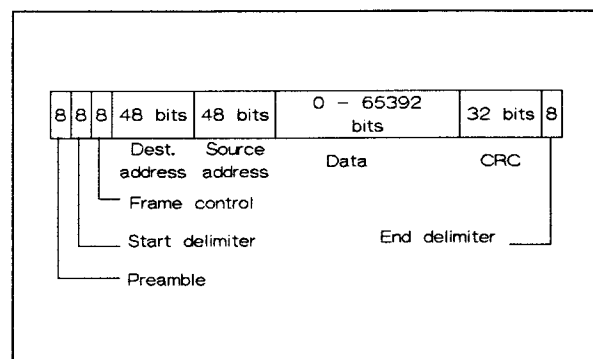 8 8 8 48 bits 48 bits 0 - 65392 bits 32 bits 8
Dest. address Source address Data CRC
Frame control
Start delimiter End delimiter
Preamble